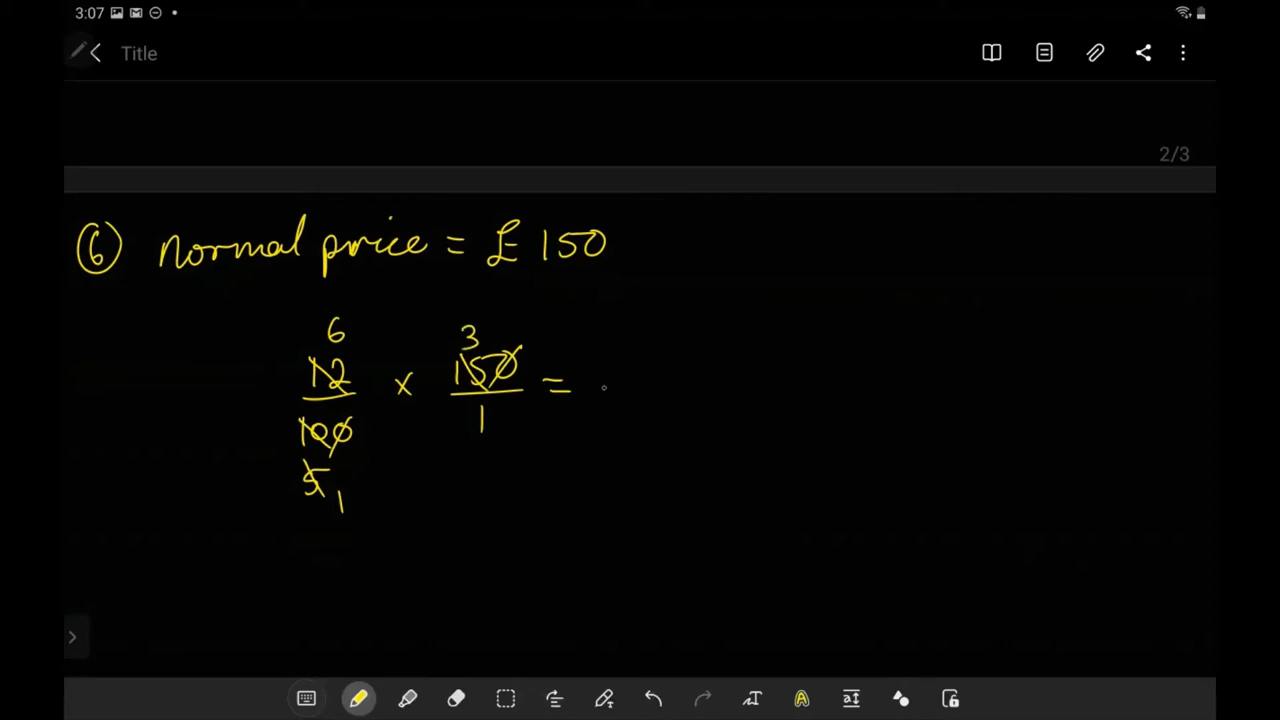 3:07
Title
2/3
⑥ normal price = £ 150
6 3
12 × 150 =
100 1
5 1